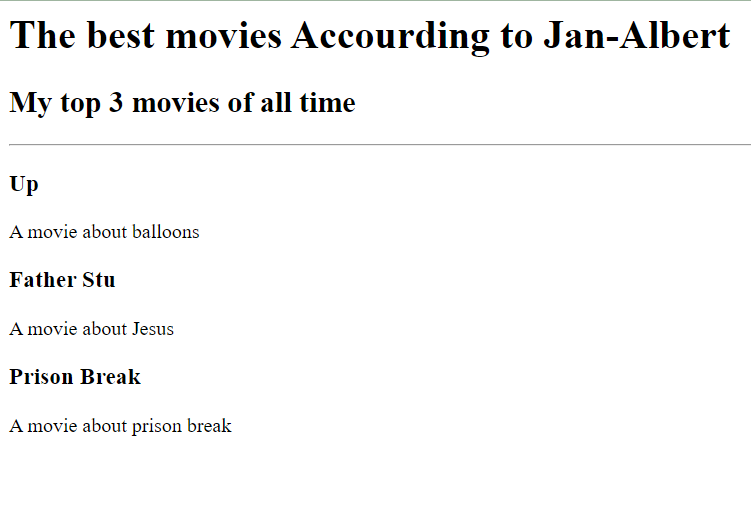 The best movies Accourding to Jan-Albert
My top 3 movies of all time
Up
A movie about balloons
Father Stu
A movie about Jesus
Prison Break
A movie about prison break